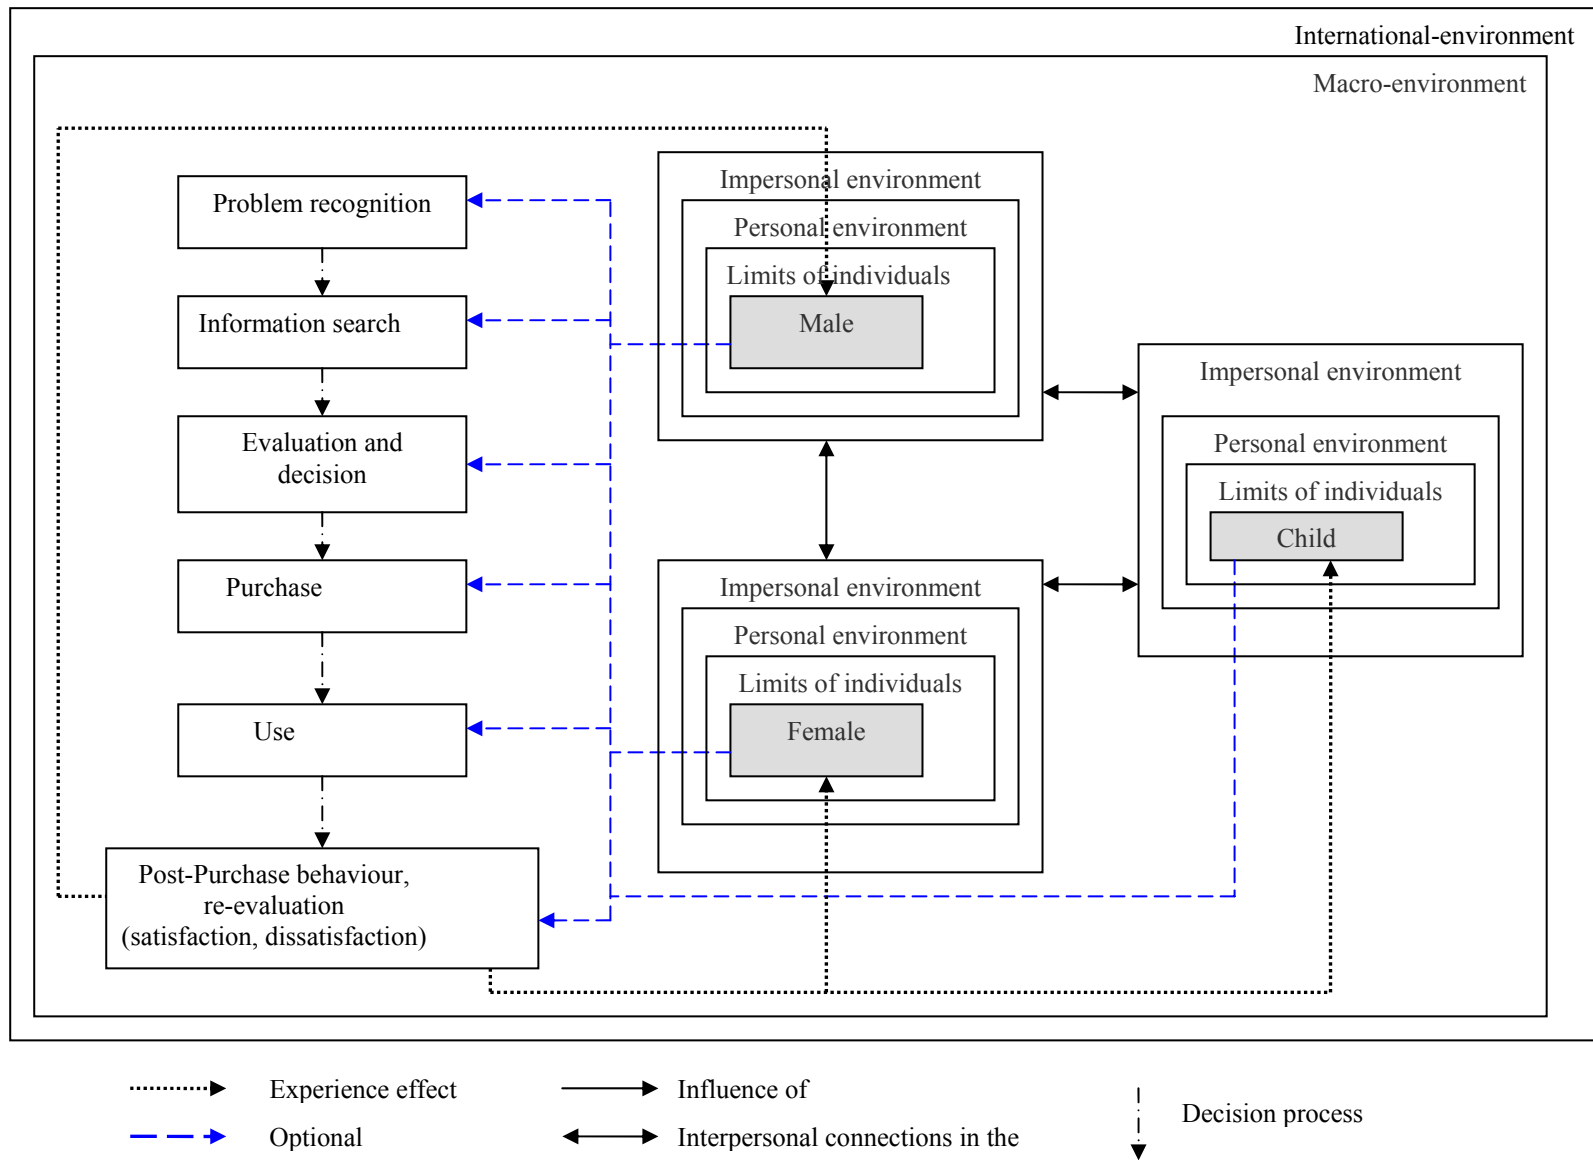 International-environment
Macro-environment
Problem recognition
Information search
Evaluation and
decision
Purchase
Use
Post-Purchase behaviour,
re-evaluation
(satisfaction, dissatisfaction)
Impersonal environment
Personal environment
Limits of individuals
Male
Impersonal environment
Personal environment
Limits of individuals
Female
Impersonal environment
Personal environment
Limits of individuals
Child
Experience effect
Optional
Influence of
Interpersonal connections in the
Decision process